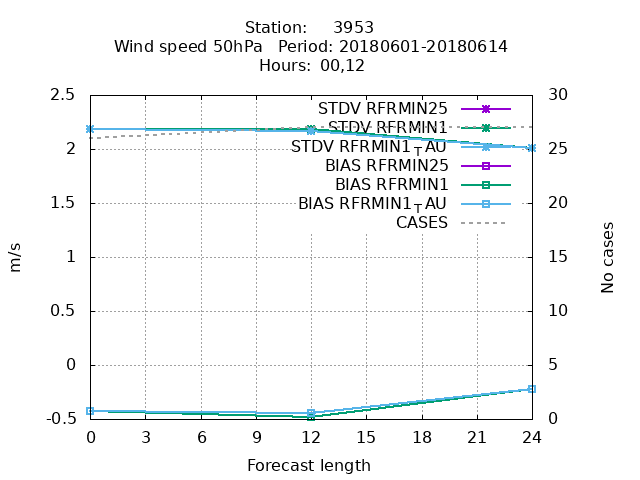 Station: 3953
Wind speed 50hPa Period: 20180601-20180614
Hours: 00,12
2.5
2
1.5
1
0.5
0
-0.5
30
25
20
15
10
5
0
STDV RFRMIN25
STDV RFRMIN1
STDV RFRMIN1TAU
BIAS RFRMIN25
BIAS RFRMIN1
BIAS RFRMIN1TAU
CASES
m/s
No cases
0 3 6 9 12 15 18 21 24
Forecast length